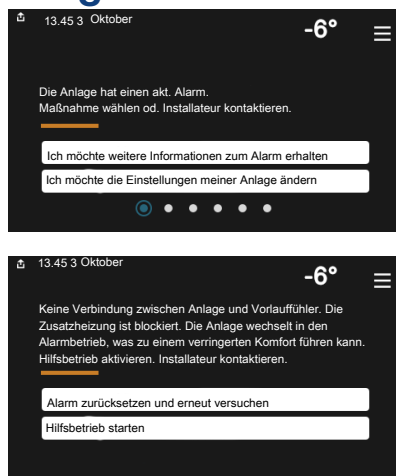 13.45 3 Oktober
-6°
Die Anlage hat einen akt. Alarm.
Maßnahme wählen od. Installateur kontaktieren.
Ich möchte weitere Informationen zum Alarm erhalten
Ich möchte die Einstellungen meiner Anlage ändern
13.45 3 Oktober
-6°
Keine Verbindung zwischen Anlage und Vorlauffühler. Die
Zusatzheizung ist blockiert. Die Anlage wechselt in den
Alarmbetrieb, was zu einem verringerten Komfort führen kann.
Hilfsbetrieb aktivieren. Installateur kontaktieren.
Alarm zurücksetzen und erneut versuchen
Hilfsbetrieb starten